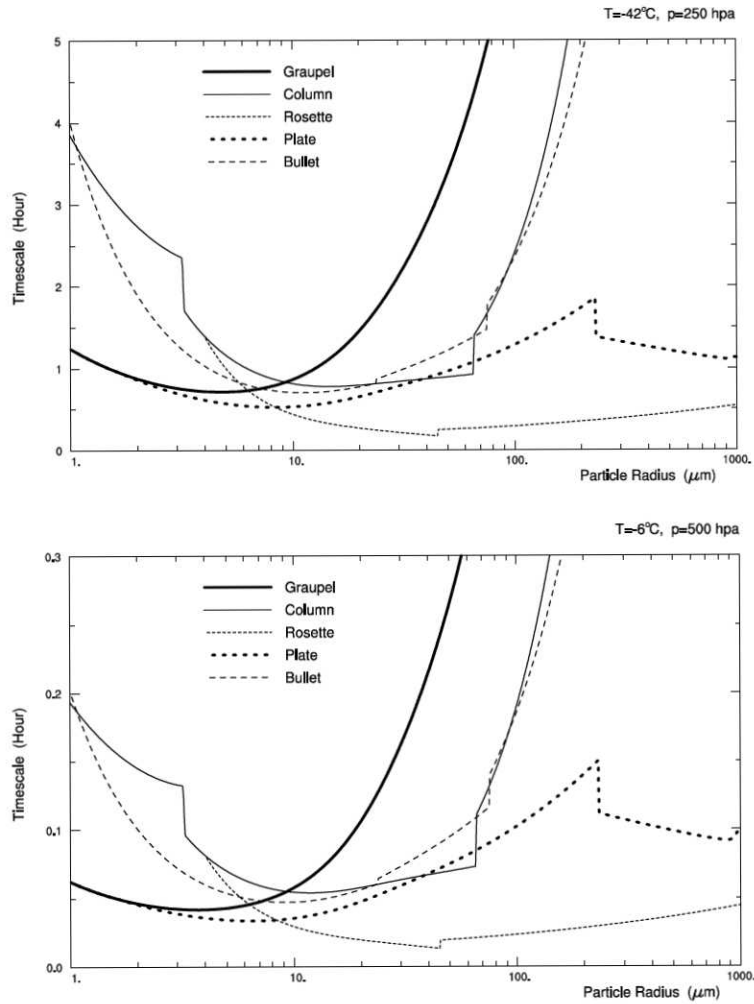 T=-42°C, p=250 hpa
5
4
3
2
1
0
Timescale (Hour)
Graupel
Column
Rosette
Plate
Bullet
1. 10. 100. 1000.
Particle Radius (μm)
T=-6°C, p=500 hpa
0.3
0.2
0.1
0.0
Timescale (Hour)
Graupel
Column
Rosette
Plate
Bullet
1. 10. 100. 1000.
Particle Radius (μm)